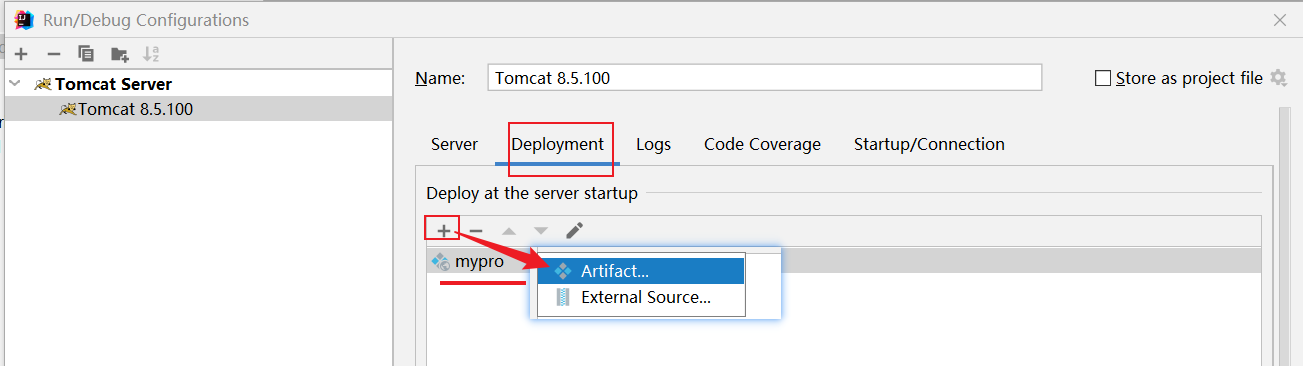 Run/Debug Configurations
Tomcat Server
Tomcat 8.5.100
Name: Tomcat 8.5.100
Store as project file
Server Deployment Logs Code Coverage Startup/Connection
Deploy at the server startup
mypro
Artifact...
External Source...